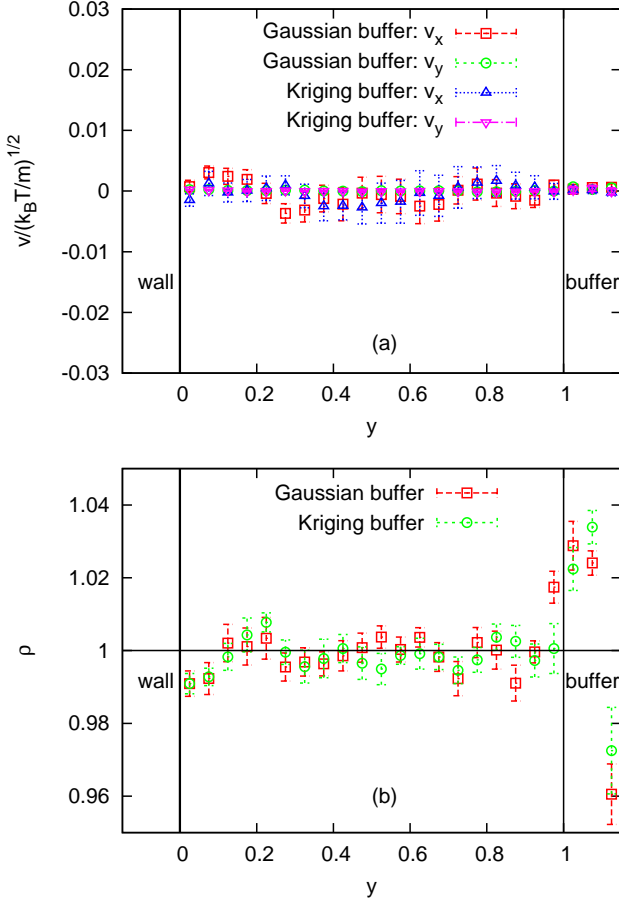 0.03
0.02
0.01
0
-0.01
-0.02
-0.03
v/(k_BT/m)^{1/2}
Gaussian buffer: v_x
Gaussian buffer: v_y
Kriging buffer: v_x
Kriging buffer: v_y
wall
buffer
(a)
0 0.2 0.4 0.6 0.8 1
y
1.04
1.02
1
0.98
0.96
ρ
Gaussian buffer
Kriging buffer
wall
buffer
(b)
0 0.2 0.4 0.6 0.8 1
y